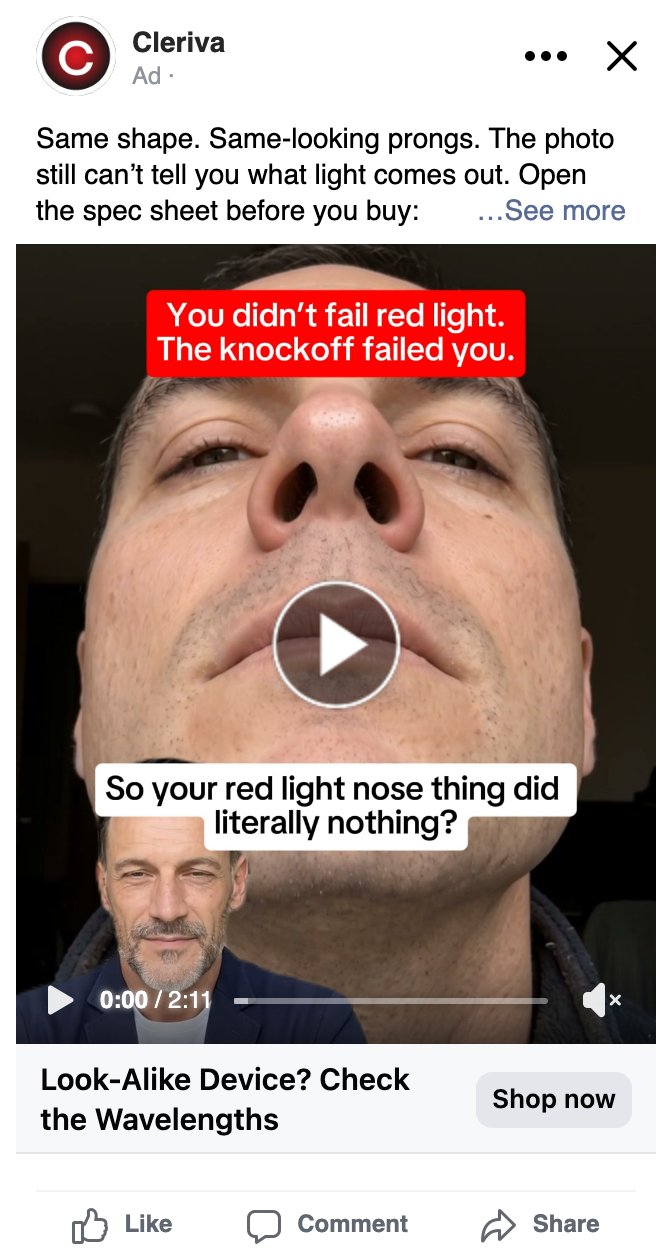 C
Cleriva
Ad ·
Same shape. Same-looking prongs. The photo
still can’t tell you what light comes out. Open
the spec sheet before you buy: ...See more
You didn’t fail red light.
The knockoff failed you.
So your red light nose thing did
literally nothing?
0:00 / 2:11
Look-Alike Device? Check
the Wavelengths
Shop now
Like
Comment
Share